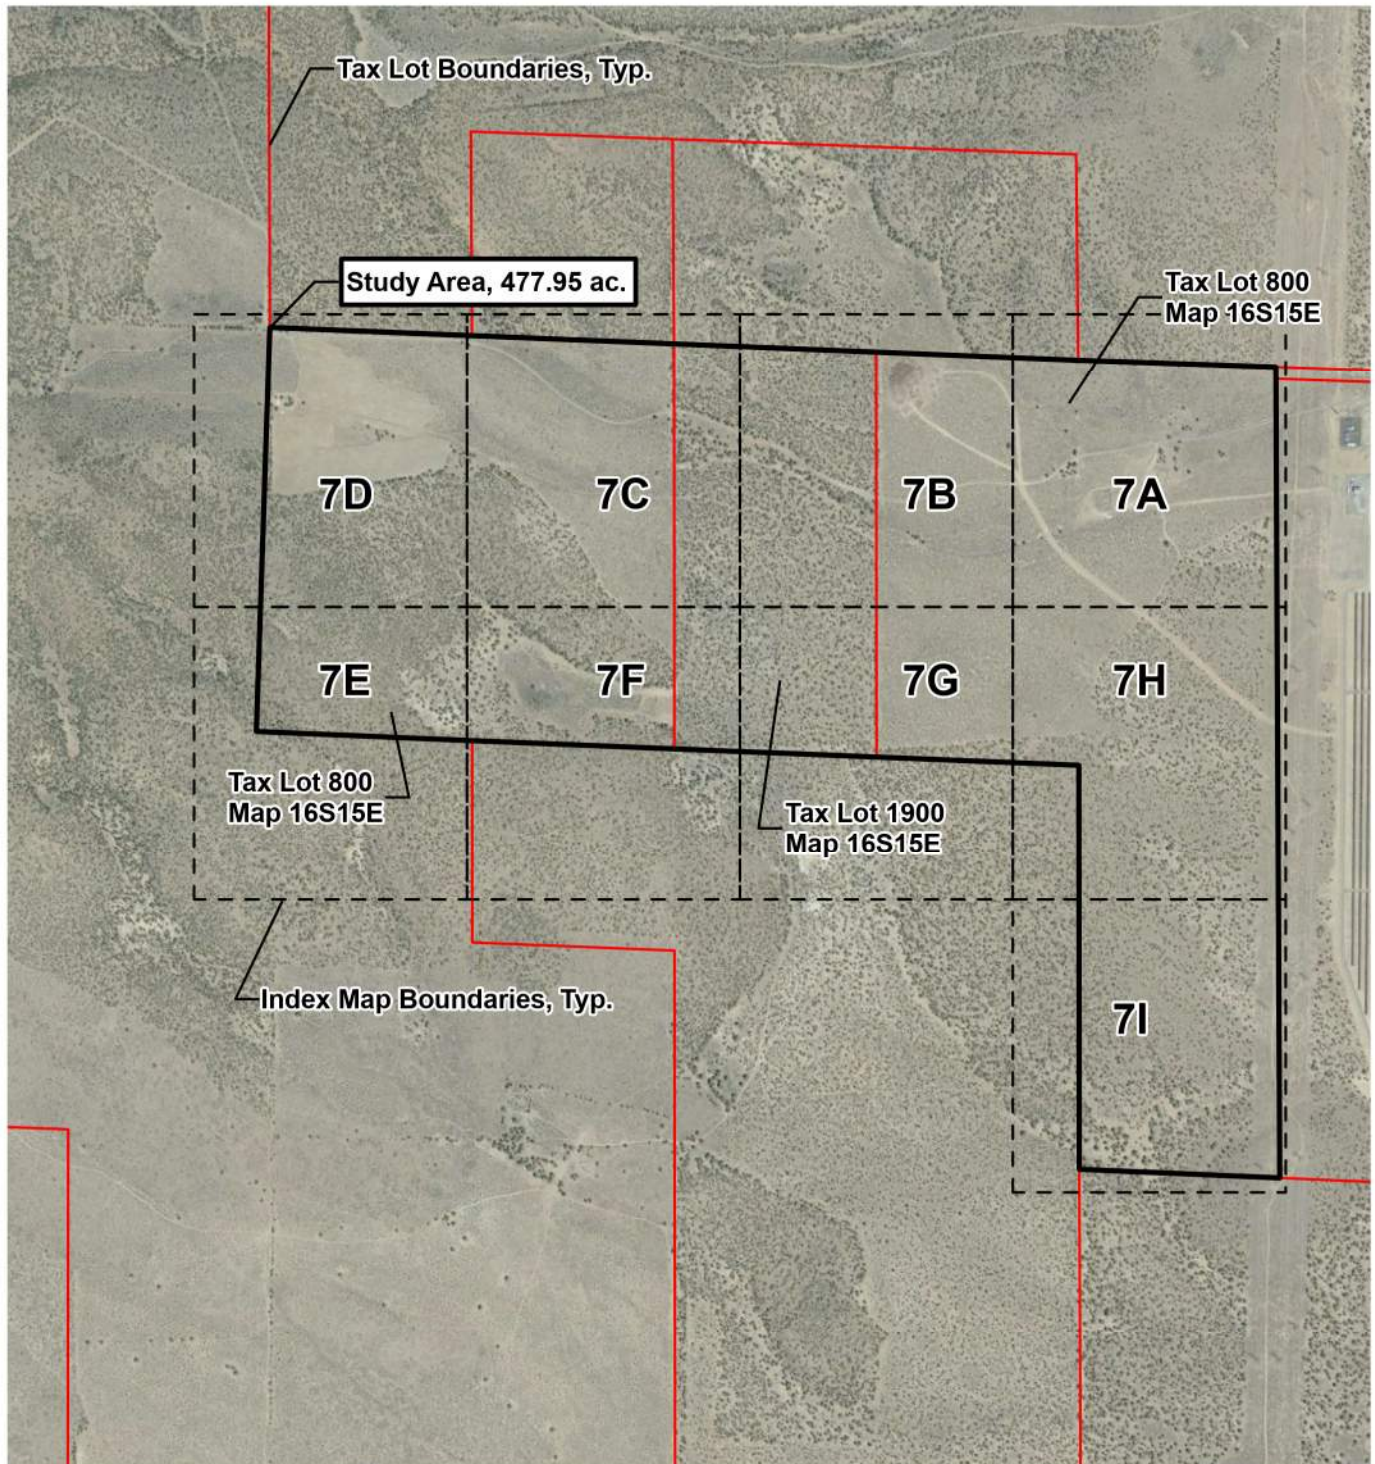 Tax Lot Boundaries, Typ.
Study Area, 477.95 ac.
Tax Lot 800
Map 16S15E
7D
7C
7B
7A
7E
7F
7G
7H
Tax Lot 800
Map 16S15E
Tax Lot 1900
Map 16S15E
Index Map Boundaries, Typ.
7I